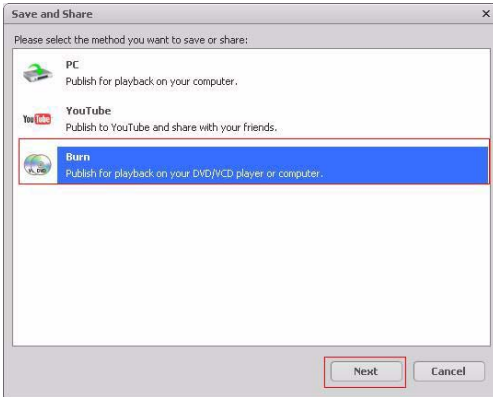 Save and Share
Please select the method you want to save or share:
PC
Publish for playback on your computer.
YouTube
YouTube
Publish to YouTube and share with your friends.
Burn
Publish for playback on your DVD/VCD player or computer.
Next
Cancel